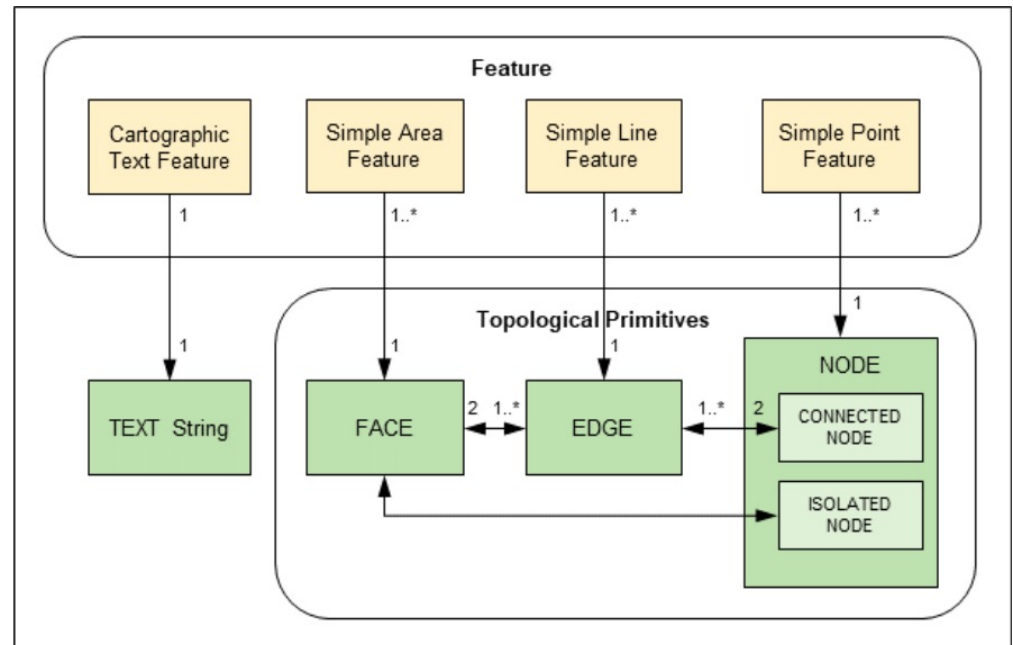 Feature
Cartographic
Text Feature
Simple Area
Feature
Simple Line
Feature
Simple Point
Feature
1
1..*
1..*
1..*
1
Topological Primitives
1
1
1
NODE
TEXT String
FACE
2
1..*
EDGE
1..*
2
CONNECTED
NODE
ISOLATED
NODE